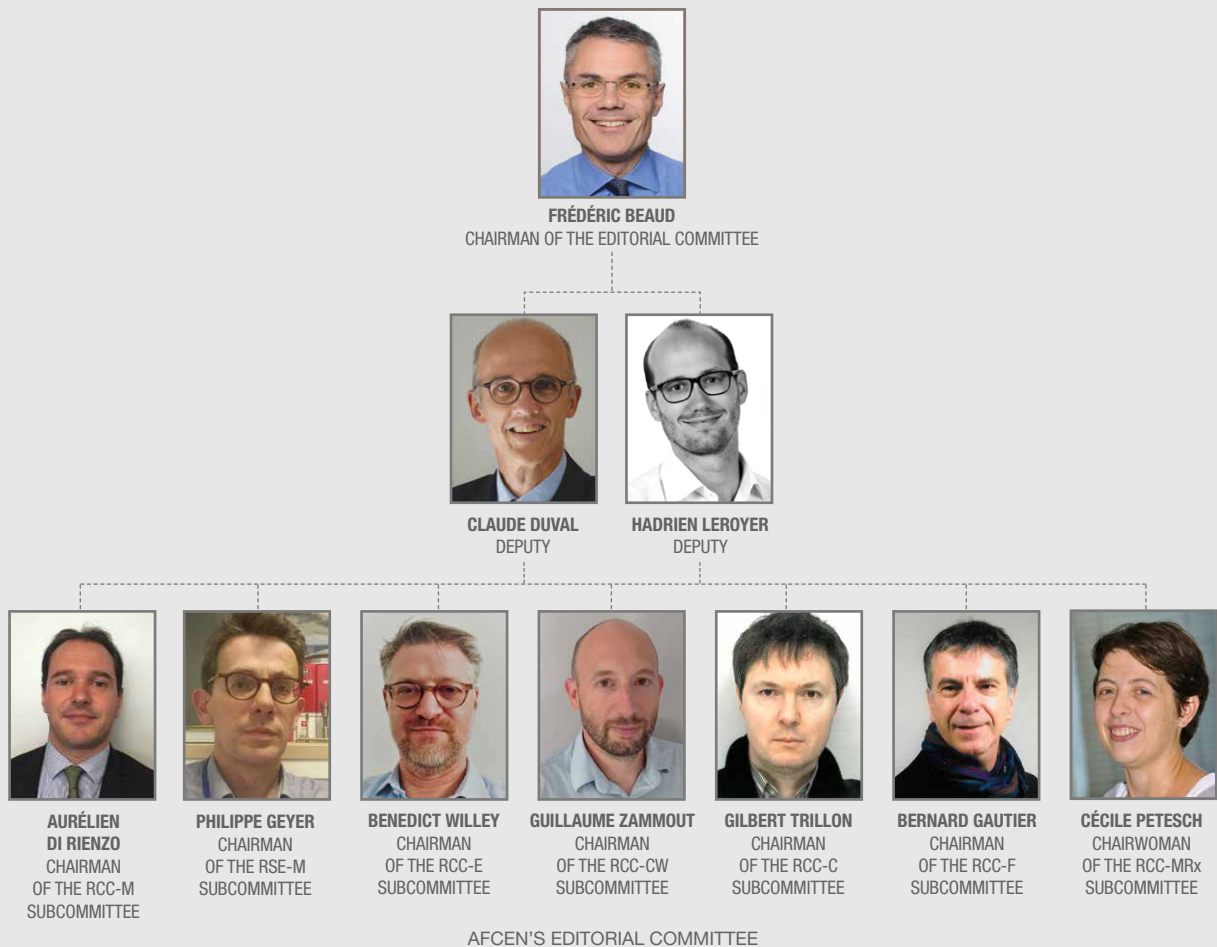 FRÉDÉRIC BEAUD
CHAIRMAN OF THE EDITORIAL COMMITTEE
CLAUDE DUVAL
DEPUTY
HADRIEN LEROYER
DEPUTY
AURÉLIEN
DI RIENZO
CHAIRMAN
OF THE RCC-M
SUBCOMMITTEE
PHILIPPE GEYER
CHAIRMAN
OF THE RSE-M
SUBCOMMITTEE
BENEDICT WILLEY
CHAIRMAN
OF THE RCC-E
SUBCOMMITTEE
GUILLAUME ZAMMOUT
CHAIRMAN
OF THE RCC-CW
SUBCOMMITTEE
GILBERT TRILLON
CHAIRMAN
OF THE RCC-C
SUBCOMMITTEE
BERNARD GAUTIER
CHAIRMAN
OF THE RCC-F
SUBCOMMITTEE
CÉCILE PETESCH
CHAIRWOMAN
OF THE RCC-MRx
SUBCOMMITTEE
AFCEN'S EDITORIAL COMMITTEE